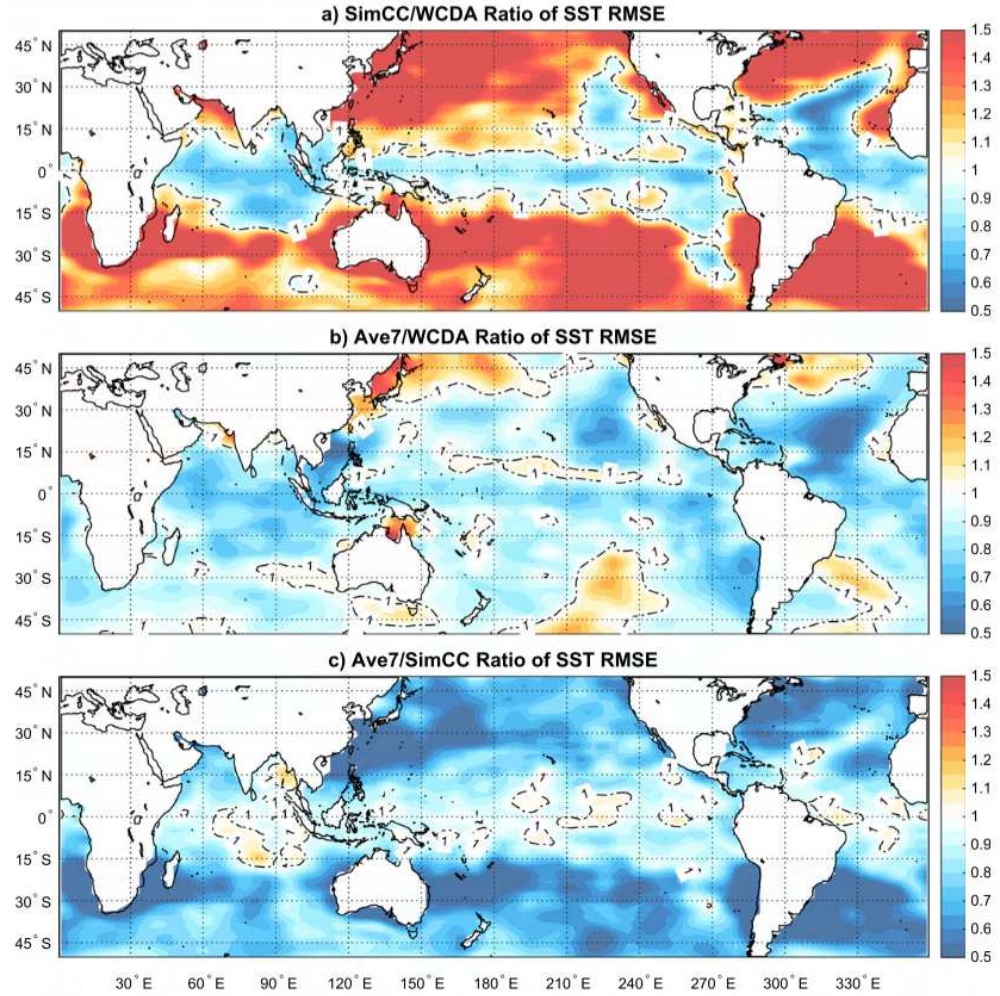 a) SimCC/WCDA Ratio of SST RMSE
45° N
30° N
15° N
0°
15° S
30° S
45° S
1.5
1.4
1.3
1.2
1.1
1
0.9
0.8
0.7
0.6
0.5
b) Ave7/WCDA Ratio of SST RMSE
45° N
30° N
15° N
0°
15° S
30° S
45° S
1.5
1.4
1.3
1.2
1.1
1
0.9
0.8
0.7
0.6
0.5
c) Ave7/SimCC Ratio of SST RMSE
45° N
30° N
15° N
0°
15° S
30° S
45° S
1.5
1.4
1.3
1.2
1.1
1
0.9
0.8
0.7
0.6
0.5
30° E 60° E 90° E 120° E 150° E 180° E 210° E 240° E 270° E 300° E 330° E